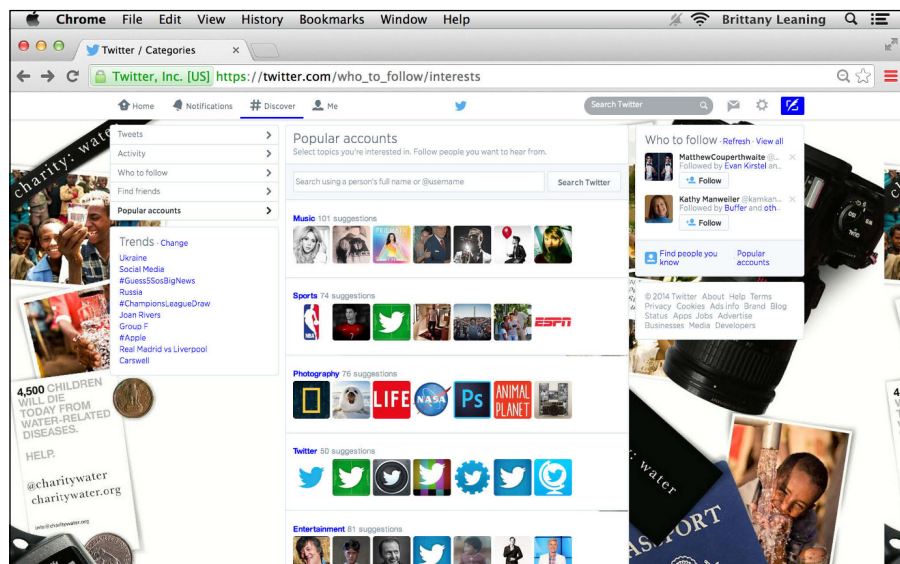 Chrome File Edit View History Bookmarks Window Help Brittany Leaning
Twitter / Categories ×
Twitter, Inc. [US] https://twitter.com/who_to_follow/interests
Home Notifications # Discover Me Search Twitter
Tweets
Activity
Who to follow
Find friends
Popular accounts
Trends · Change
Ukraine
Social Media
#Guess5SosBigNews
Russia
#ChampionsLeagueDraw
Joan Rivers
Group F
#Apple
Real Madrid vs Liverpool
Carswell
Popular accounts
Select topics you're interested in. Follow people you want to hear from.
Search using a person's full name or @username Search Twitter
Music 101 suggestions
Sports 74 suggestions
NBA
ESPN
Photography 76 suggestions
LIFE
NASA
Ps
ANIMAL
PLANET
Twitter 50 suggestions
Entertainment 81 suggestions
Who to follow · Refresh · View all
MatthewCouperthwaite @...
Followed by Evan Kirstel an...
Follow
Kathy Manweiler @kamkan...
Followed by Buffer and oth...
Follow
Find people you
know
Popular
accounts
© 2014 Twitter About Help Terms
Privacy Cookies Ads info Brand Blog
Status Apps Jobs Advertise
Businesses Media Developers
charity: water
4,500 CHILDREN
WILL DIE
TODAY FROM
WATER-RELATED
DISEASES.
HELP.
@charitywater
charitywater.org
info@charitywater.org
water
PASSPORT